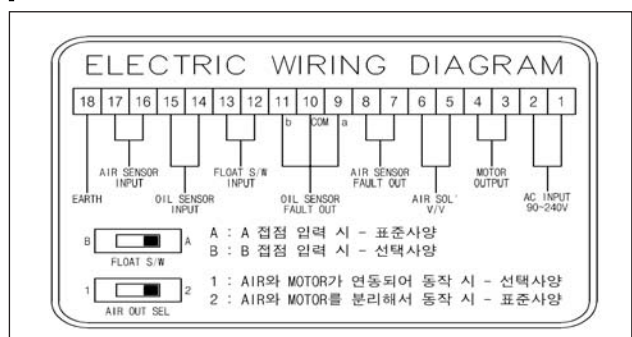 ELECTRIC WIRING DIAGRAM
18 17 16 15 14 13 12 11 10 9 8 7 6 5 4 3 2 1
b COM a
AIR SENSOR INPUT
FLOAT S/W INPUT
AIR SENSOR FAULT OUT
MOTOR OUTPUT
EARTH
OIL SENSOR INPUT
OIL SENSOR FAULT OUT
AIR SOL' V/V
AC INPUT 90~240V
B A
FLOAT S/W
A : A 접점 입력 시 - 표준사양
B : B 접점 입력 시 - 선택사양
1 2
AIR OUT SEL
1 : AIR와 MOTOR가 연동되어 동작 시 - 선택사양
2 : AIR와 MOTOR를 분리해서 동작 시 - 표준사양